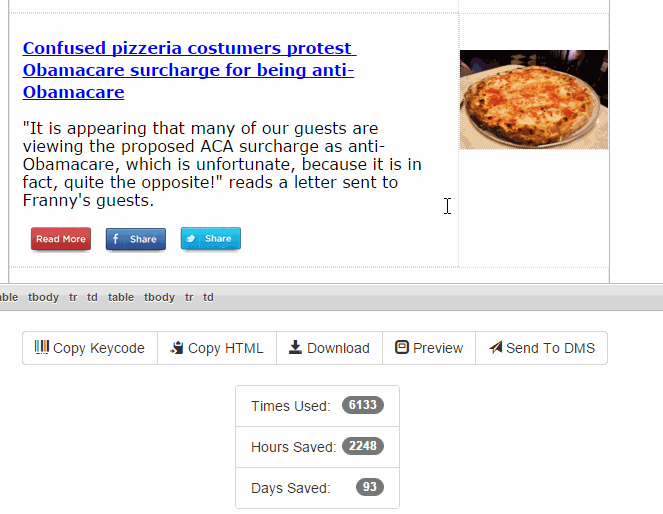 Confused pizzeria costumers protest
Obamacare surcharge for being anti-
Obamacare
"It is appearing that many of our guests are
viewing the proposed ACA surcharge as anti-
Obamacare, which is unfortunate, because it is in
fact, quite the opposite!" reads a letter sent to
Franny's guests.
Read More f Share Share
tbody tr td table tbody tr td
Copy Keycode Copy HTML Download Preview Send To DMS
Times Used: 6133
Hours Saved: 2248
Days Saved: 93